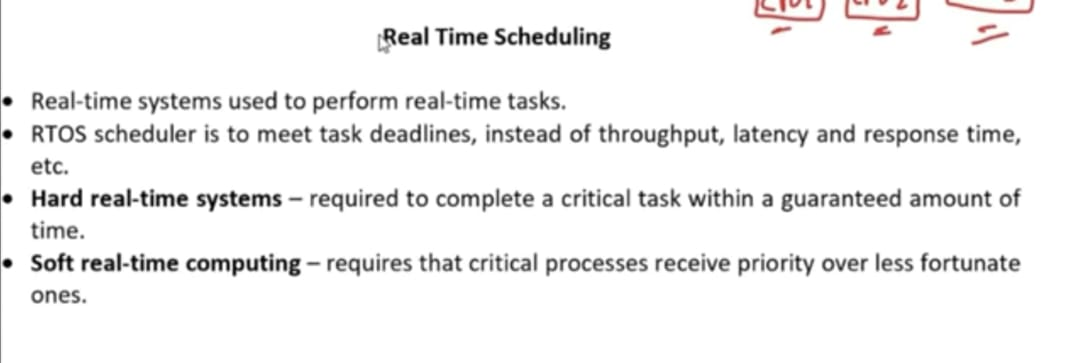 Real Time Scheduling
• Real-time systems used to perform real-time tasks.
• RTOS scheduler is to meet task deadlines, instead of throughput, latency and response time,
etc.
• Hard real-time systems – required to complete a critical task within a guaranteed amount of
time.
• Soft real-time computing – requires that critical processes receive priority over less fortunate
ones.